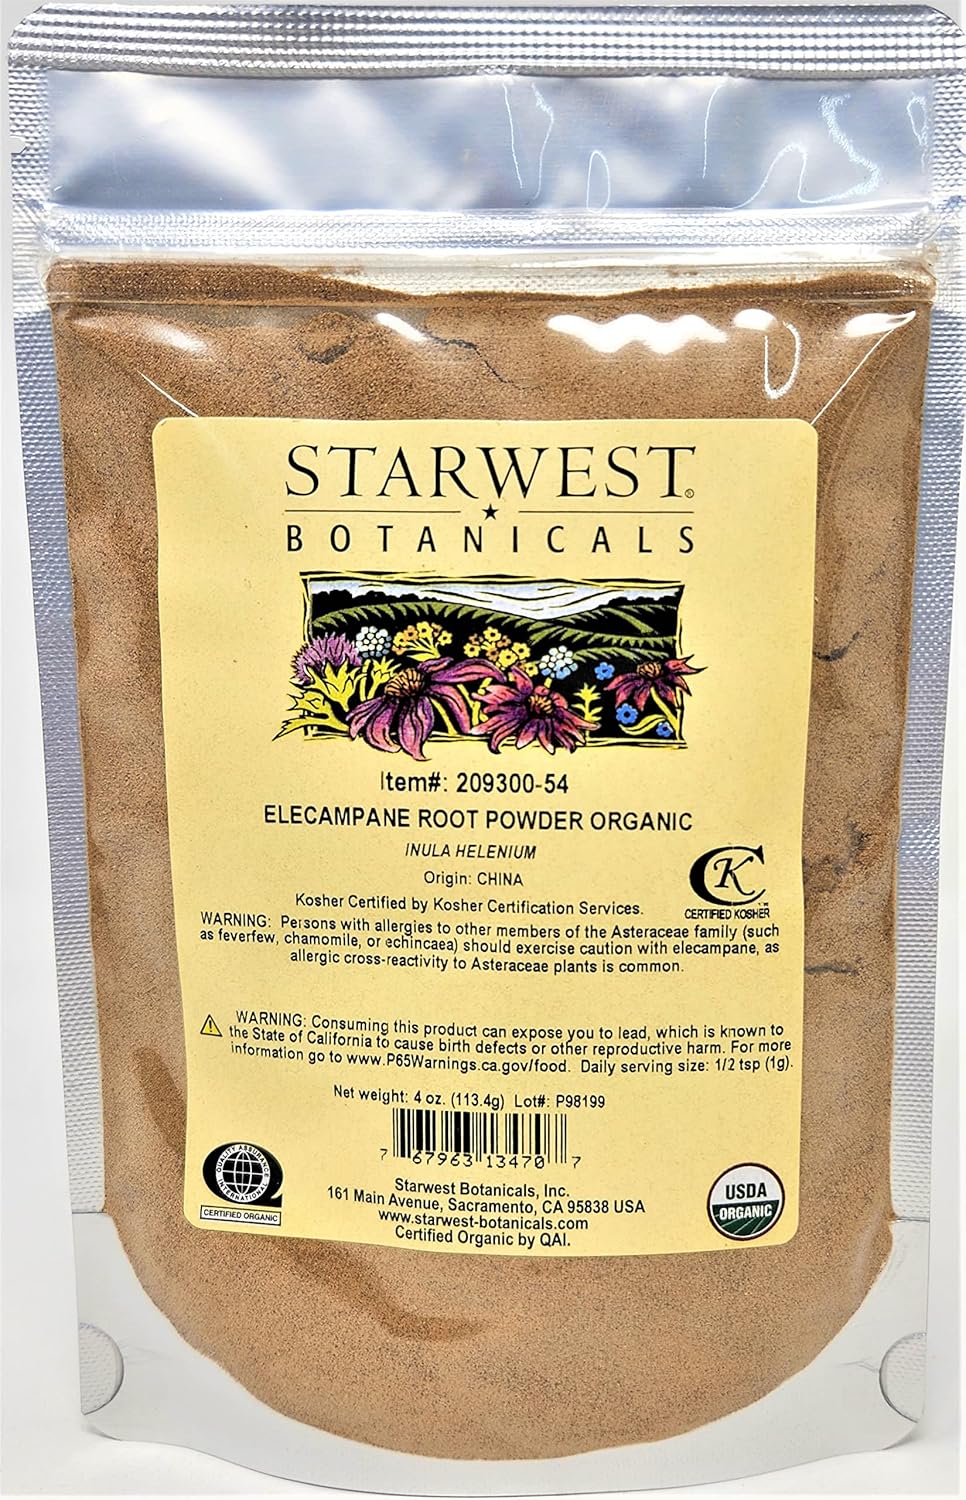 STARWEST®
BOTANICALS
Item#: 209300-54
ELECAMPANE ROOT POWDER ORGANIC
INULA HELENIUM
Origin: CHINA
Kosher Certified by Kosher Certification Services.
CK
CERTIFIED KOSHER™
WARNING: Persons with allergies to other members of the Asteraceae family (such
as feverfew, chamomile, or echincaea) should exercise caution with elecampane, as
allergic cross-reactivity to Asteraceae plants is common.
WARNING: Consuming this product can expose you to lead, which is known to
the State of California to cause birth defects or other reproductive harm. For more
information go to www.P65Warnings.ca.gov/food. Daily serving size: 1/2 tsp (1g).
Net weight: 4 oz. (113.4g) Lot#: P98199
7 67963 13470 7
Starwest Botanicals, Inc.
161 Main Avenue, Sacramento, CA 95838 USA
www.starwest-botanicals.com
Certified Organic by QAI.
QUALITY ASSURANCE
INTERNATIONAL
CERTIFIED ORGANIC
USDA
ORGANIC